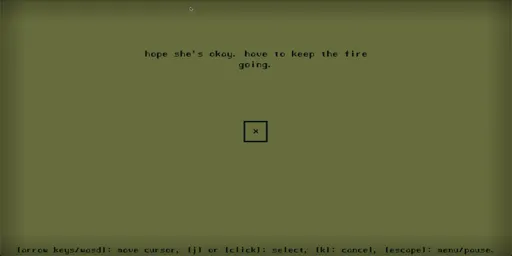 hope she's okay. have to keep the fire
going.
x
[arrow keys/wasd]: move cursor, [j] or [click]: select, [k]: cancel, [escape]: menu/pause.